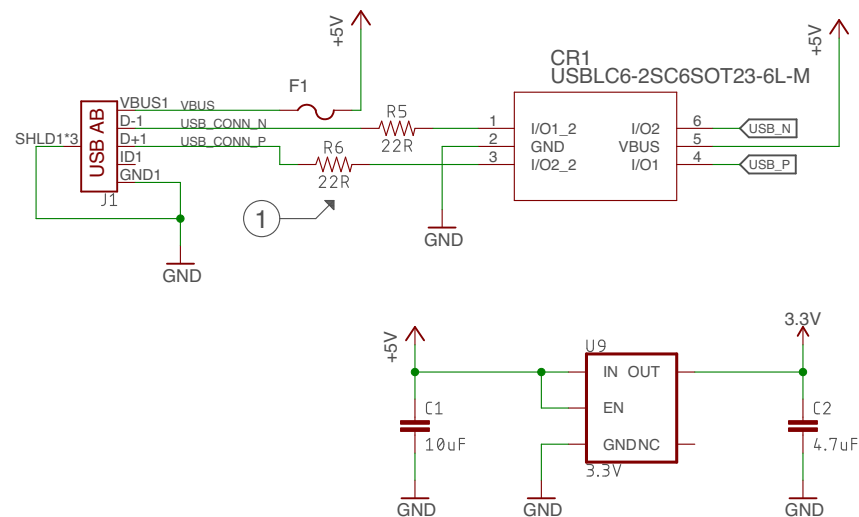 +5V
F1
CR1
USBLC6-2SC6SOT23-6L-M
+5V
USB AB
VBUS1
D-1
D+1
ID1
GND1
SHLD1*3
J1
VBUS
USB_CONN_N
USB_CONN_P
R5
22R
R6
22R
1
GND
1
2
3
I/O1_2
GND
I/O2_2
I/O2
VBUS
I/O1
6
5
4
USB_N
USB_P
GND
+5V
C1
10uF
GND
U9
IN OUT
EN
GNDNC
3.3V
GND
3.3V
C2
4.7uF
GND